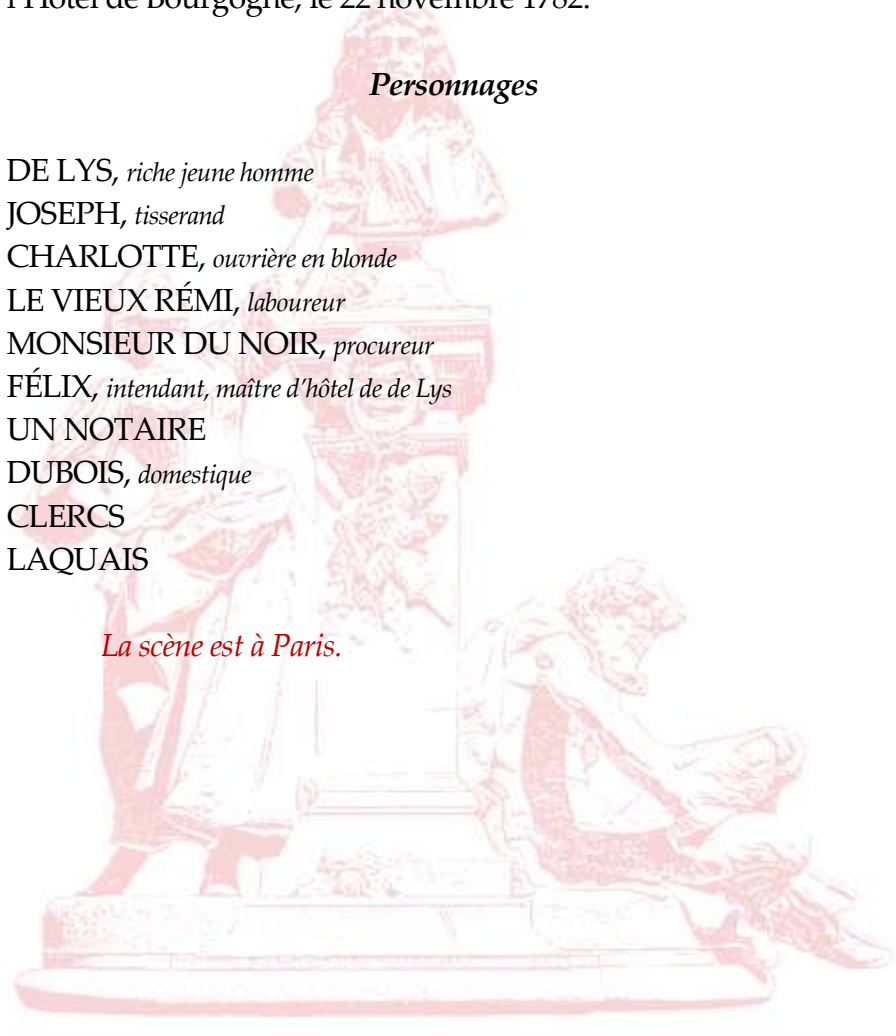 l'Hôtel de Bourgogne, le 22 novembre 1782.
Personnages
DE LYS, riche jeune homme
JOSEPH, tisserand
CHARLOTTE, ouvrière en blonde
LE VIEUX RÉMI, laboureur
MONSIEUR DU NOIR, procureur
FÉLIX, intendant, maître d'hôtel de de Lys
UN NOTAIRE
DUBOIS, domestique
CLERCS
LAQUAIS
La scène est à Paris.